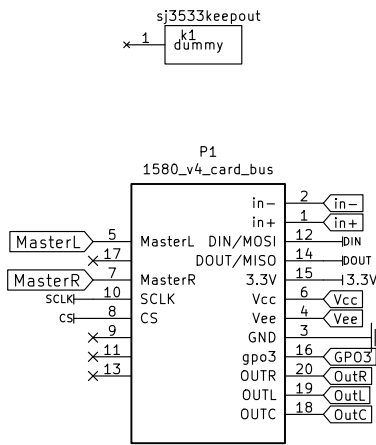 sj3533keepout
1 k1
dummy
P1
1580_v4_card_bus
in- 2 in-
in+ 1 in+
MasterL 5 MasterL DIN/MOSI 12 DIN
17 DOUT/MISO 14 DOUT
MasterR 7 MasterR 3.3V 15 3.3V
SCLK 10 SCLK Vcc 6 Vcc
CS 8 CS Vee 4 Vee
9 GND 3
11 gpo3 16 GPO3
13 OUTR 20 OutR
OUTL 19 OutL
OUTC 18 OutC